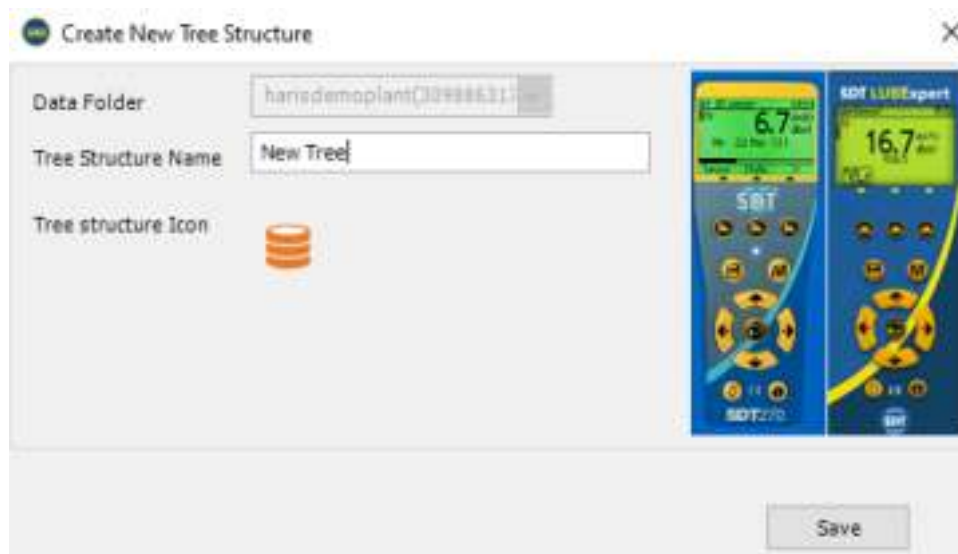 Create New Tree Structure
Data Folder
Tree Structure Name
New Tree
Tree structure Icon
6.7
SDT
SDT270
SDT LUBExpert
16.7
M
Save